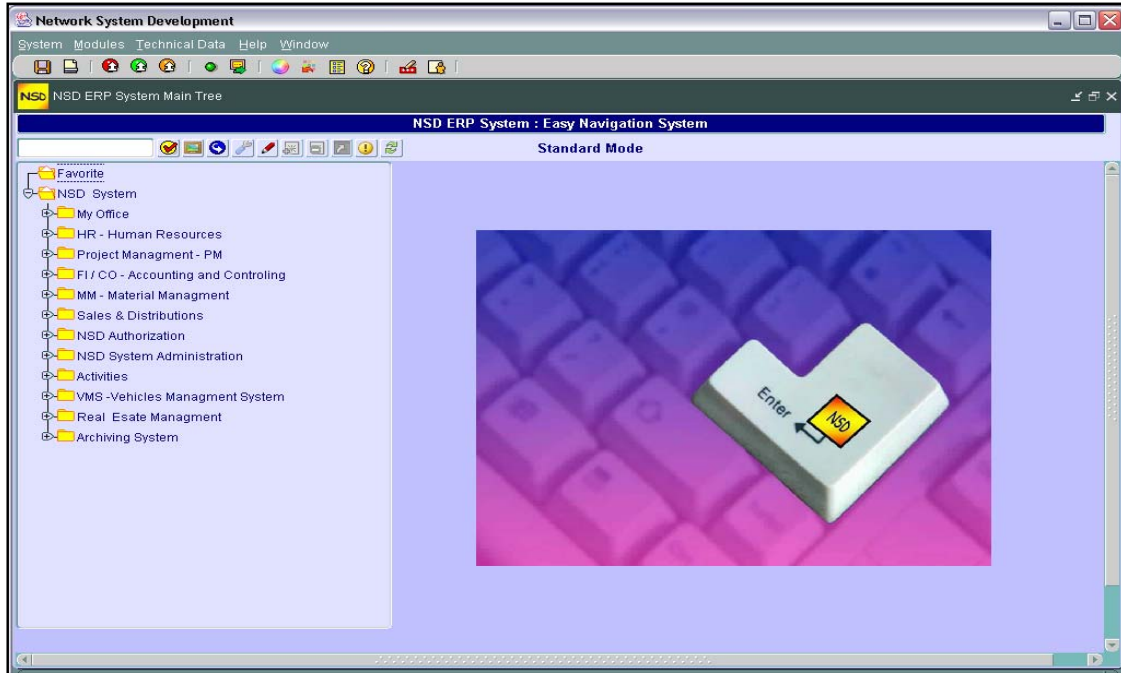 Network System Development
System Modules Technical Data Help Window
NSD NSD ERP System Main Tree
NSD ERP System : Easy Navigation System
Standard Mode
Favorite
NSD System
My Office
HR - Human Resources
Project Managment - PM
FI / CO - Accounting and Controling
MM - Material Managment
Sales & Distributions
NSD Authorization
NSD System Administration
Activities
VMS -Vehicles Managment System
Real Esate Managment
Archiving System
Enter
NSD